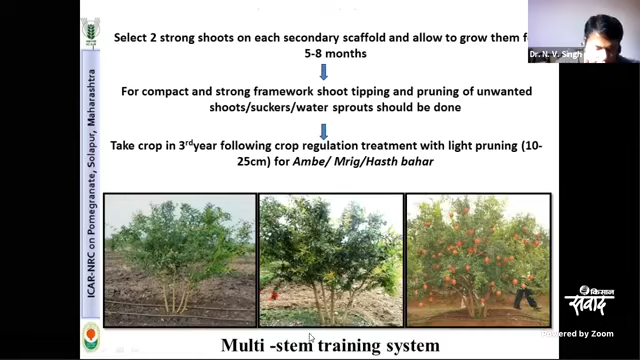 Select 2 strong shoots on each secondary scaffold and allow to grow them
5-8 months
For compact and strong framework shoot tipping and pruning of unwanted
shoots/suckers/water sprouts should be done
Take crop in 3rd year following crop regulation treatment with light pruning (10-
25cm) for Ambe/ Mrig/Hasth bahar
Multi -stem training system
ICAR-NRC on Pomegranate, Solapur, Maharashtra
Dr. N. V. Singh
किसान
संवाद
Powered by Zoom